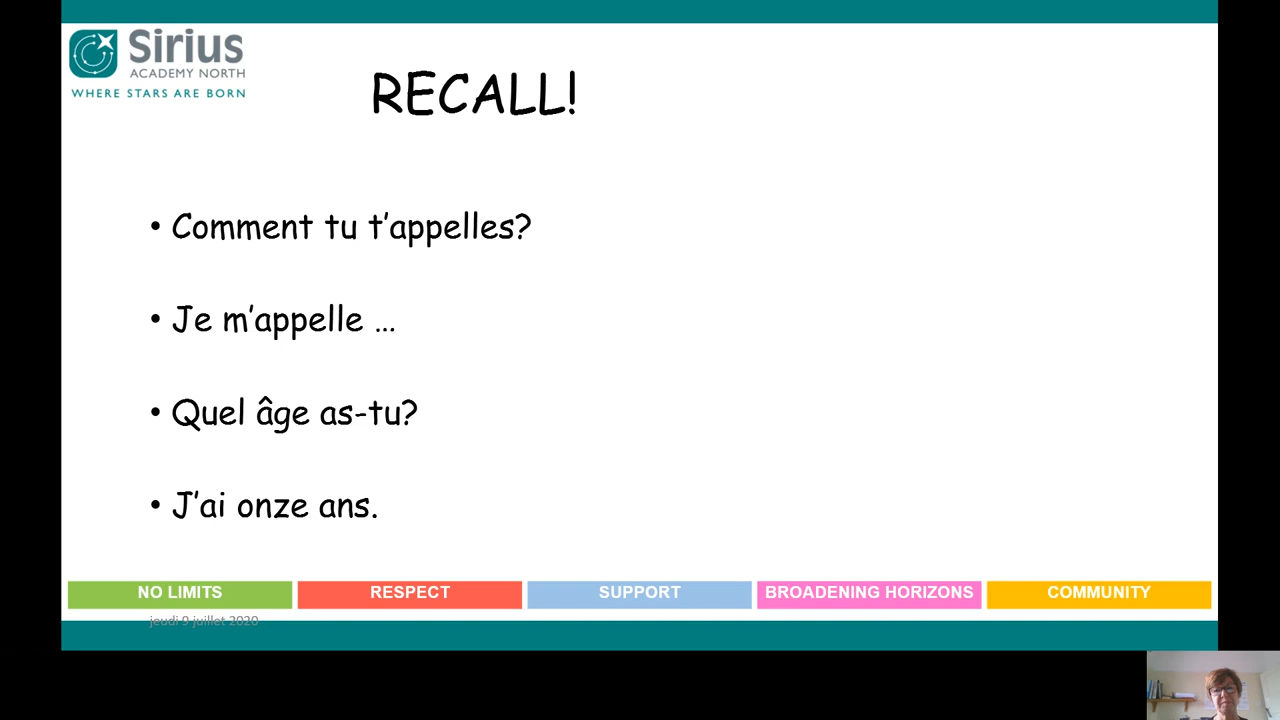 Sirius
ACADEMY NORTH
WHERE STARS ARE BORN
RECALL!
• Comment tu t’appelles?
• Je m’appelle …
• Quel âge as-tu?
• J’ai onze ans.
NO LIMITS RESPECT SUPPORT BROADENING HORIZONS COMMUNITY
jeudi 9 juillet 2020